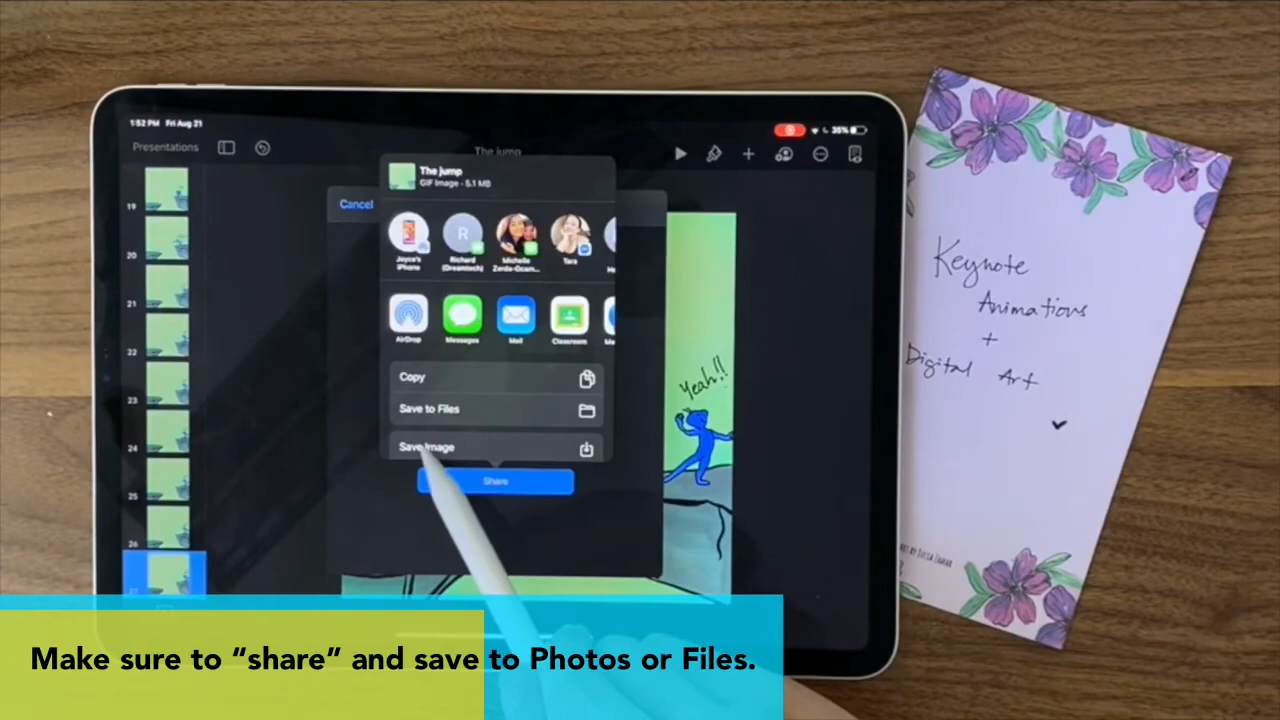 1:52 PM Fri Aug 21
35%
Presentations
The jump
The jump
GIF Image - 5.1 MB
Cancel
R
Joyce's
iPhone
Richard
(Dreamtech)
Michelle
Zerda-Ocam...
Tara
AirDrop
Messages
Mail
Classroom
Copy
Save to Files
Save Image
Share
19
20
21
22
23
24
25
26
Yeah!!
Keynote
Animations
+
Digital Art
Make sure to “share” and save to Photos or Files.